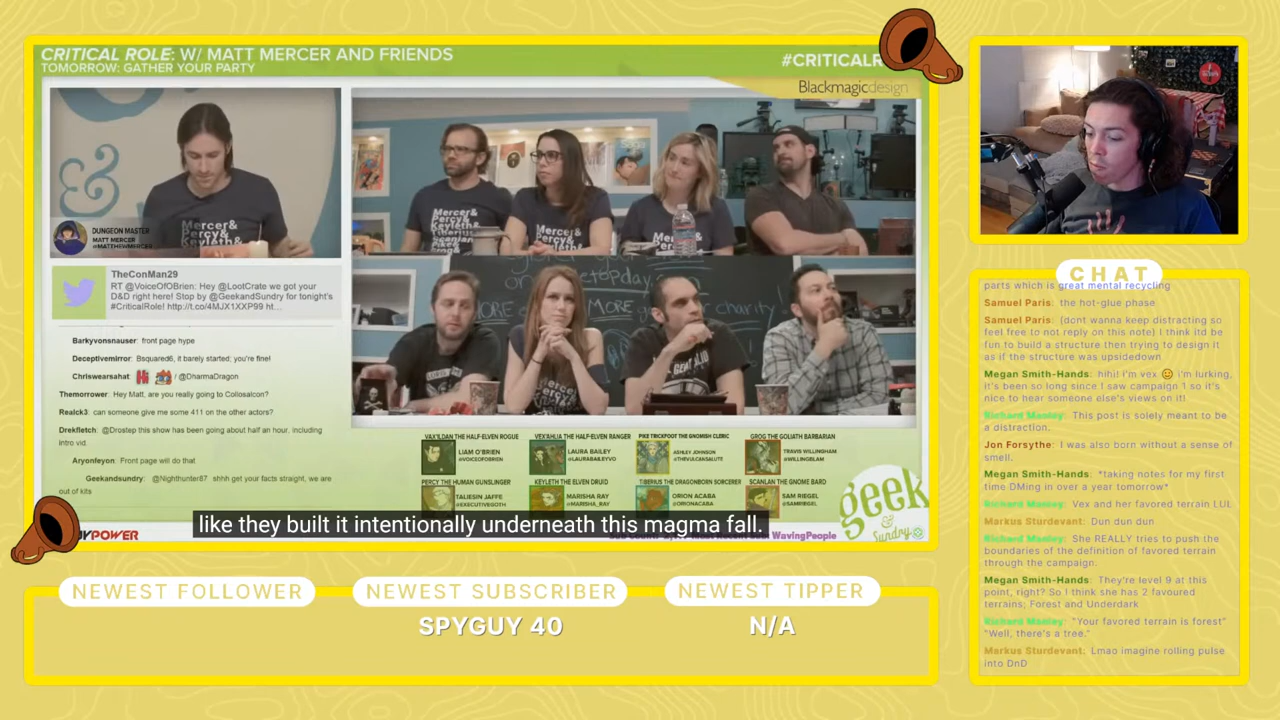 CRITICAL ROLE: W/ MATT MERCER AND FRIENDS
TOMORROW: GATHER YOUR PARTY
#CRITICALR
Blackmagicdesign
DUNGEON MASTER
MATT MERCER
@MATTHEWMERCER
Mercer&
Percy&
Keyleth&
TheConMan29
RT @VoiceOfOBrien: Hey @LootCrate we got your
D&D right here! Stop by @GeekandSundry for tonight's
#CriticalRole! http://t.co/4MJX1XXP99 ht…
Barkyvonsnauser: front page hype
Deceptivemirror: Bsquared6, it barely started; you're fine!
Chriswearsahat: / @DharmaDragon
Themorrower: Hey Matt, are you really going to Colossalcon?
Realck3: can someone give me some 411 on the other actors?
Drekfletch: @Drostep this show has been going about half an hour, including
intro vid.
Aryonfeyon: Front page will do that
Geekandsundry: @Nighthunter87 shhh get your facts straight, we are
out of kits
VAX'ILDAN THE HALF-ELVEN ROGUE
LIAM O'BRIEN
@VOICEOFOBRIEN
VEX'AHLIA THE HALF-ELVEN RANGER
LAURA BAILEY
@LAURABAILEYVO
PIKE TRICKFOOT THE GNOMISH CLERIC
ASHLEY JOHNSON
@THEVULCANSALUTE
GROG THE GOLIATH BARBARIAN
TRAVIS WILLINGHAM
@WILLINGBLAM
PERCY THE HUMAN GUNSLINGER
TALIESIN JAFFE
@EXECUTIVEGOTH
KEYLETH THE ELVEN DRUID
MARISHA RAY
@MARISHA_RAY
TIBERIUS THE DRAGONBORN SORCERER
ORION ACABA
@ORIONACABA
SCANLAN THE GNOME BARD
SAM RIEGEL
@SAMRIEGEL
geek
& Sundry
POWER
WavingPeople
like they built it intentionally underneath this magma fall.
NEWEST FOLLOWER
NEWEST SUBSCRIBER
SPYGUY 40
NEWEST TIPPER
N/A
CHAT
parts which is great mental recycling
Samuel Paris: the hot-glue phase
Samuel Paris: (dont wanna keep distracting so
feel free to not reply on this note) I think itd be
fun to build a structure then trying to design it
as if the structure was upsidedown
Megan Smith-Hands: hihi! i'm vex 😊 i'm lurking,
it's been so long since I saw campaign 1 so it's
nice to hear someone else's views on it!
Richard Manley: This post is solely meant to be
a distraction.
Jon Forsythe: I was also born without a sense of
smell.
Megan Smith-Hands: *taking notes for my first
time DMing in over a year tomorrow*
Richard Manley: Vex and her favored terrain LUL
Markus Sturdevant: Dun dun dun
Richard Manley: She REALLY tries to push the
boundaries of the definition of favored terrain
through the campaign.
Megan Smith-Hands: They're level 9 at this
point, right? So I think she has 2 favoured
terrains; Forest and Underdark
Richard Manley: "Your favored terrain is forest"
"Well, there's a tree."
Markus Sturdevant: Lmao imagine rolling pulse
into DnD